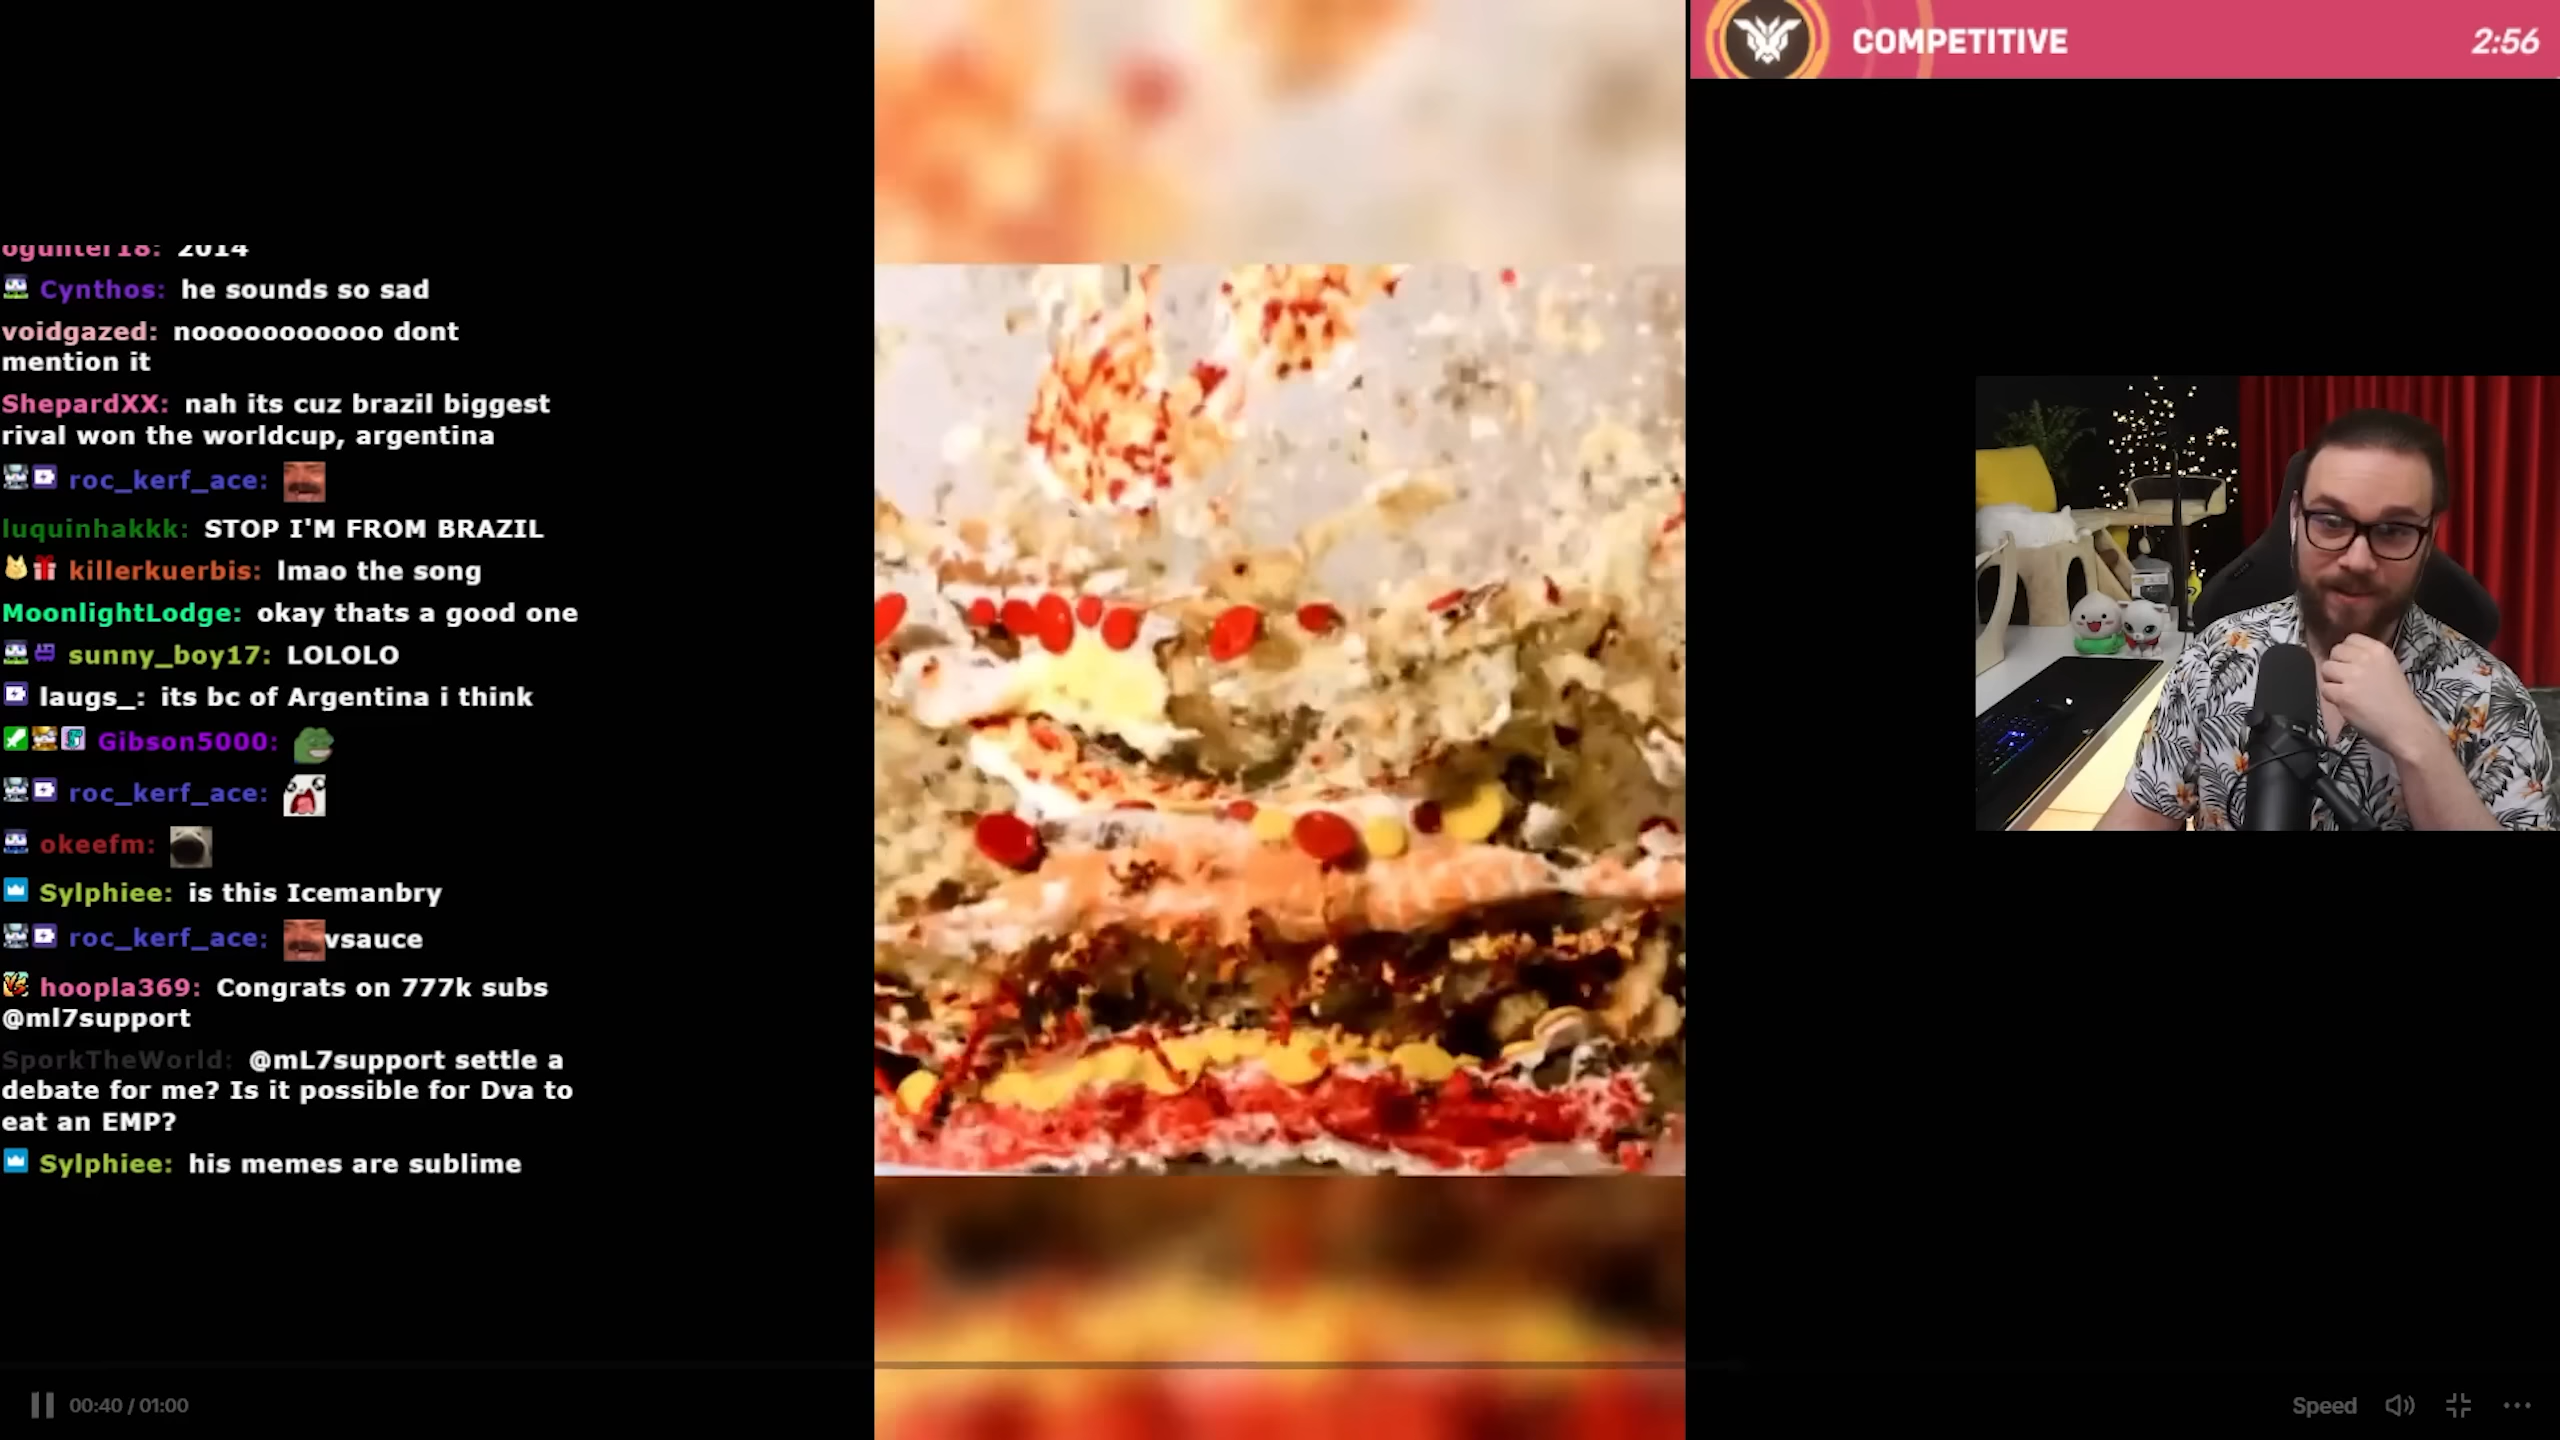 ogunter18: 2014
Cynthos: he sounds so sad
voidgazed: nooooooooooo dont
mention it
ShepardXX: nah its cuz brazil biggest
rival won the worldcup, argentina
roc_kerf_ace:
luquinhakkk: STOP I'M FROM BRAZIL
killerkuerbis: lmao the song
MoonlightLodge: okay thats a good one
sunny_boy17: LOLOLO
laugs_: its bc of Argentina i think
Gibson5000:
roc_kerf_ace:
okeefm:
Sylphiee: is this Icemanbry
roc_kerf_ace: vsauce
hoopla369: Congrats on 777k subs
@ml7support
SporkTheWorld: @mL7support settle a
debate for me? Is it possible for Dva to
eat an EMP?
Sylphiee: his memes are sublime
COMPETITIVE 2:56
00:40 / 01:00
Speed